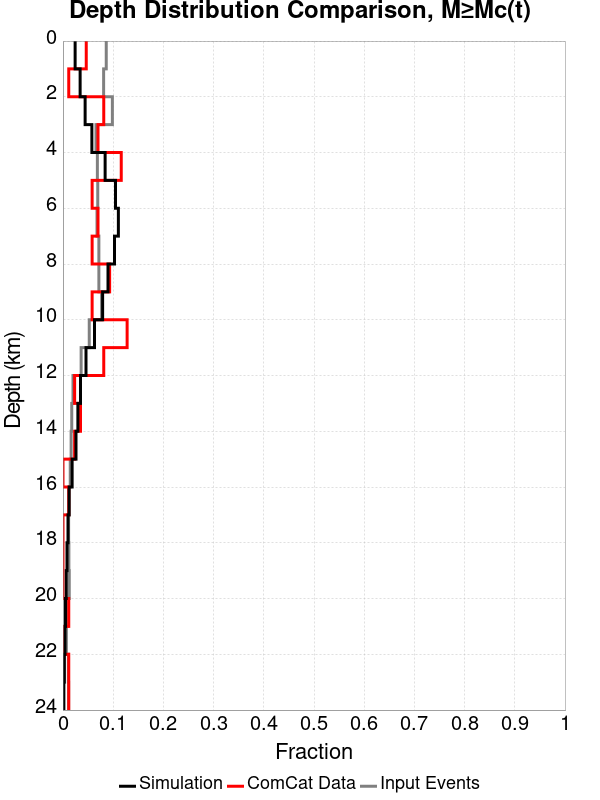 Depth Distribution Comparison, M≥Mc(t)
0
2
4
6
8
10
12
14
16
18
20
22
24
Depth (km)
0 0.1 0.2 0.3 0.4 0.5 0.6 0.7 0.8 0.9 1
Fraction
Simulation ComCat Data Input Events